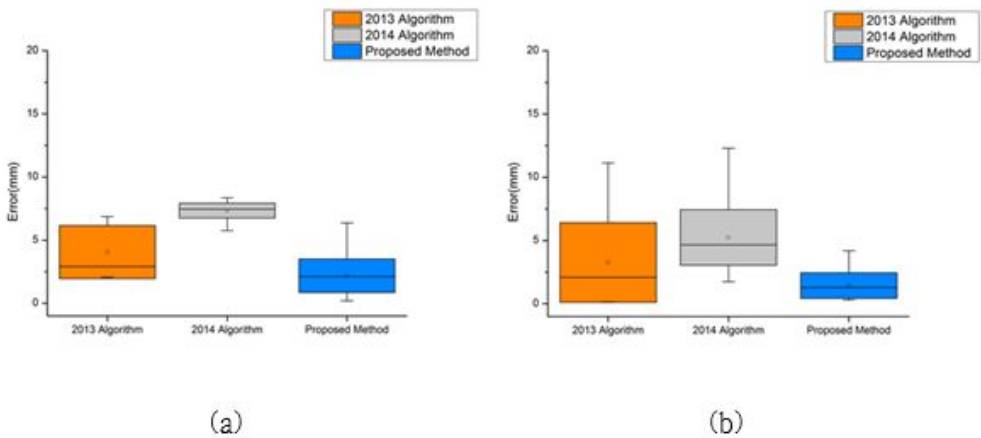 2013 Algorithm
2014 Algorithm
Proposed Method
20
15
10
5
0
Error(mm)
2013 Algorithm
2014 Algorithm
Proposed Method
(a)
2013 Algorithm
2014 Algorithm
Proposed Method
20
15
10
5
0
Error(mm)
2013 Algorithm
2014 Algorithm
Proposed Method
(b)